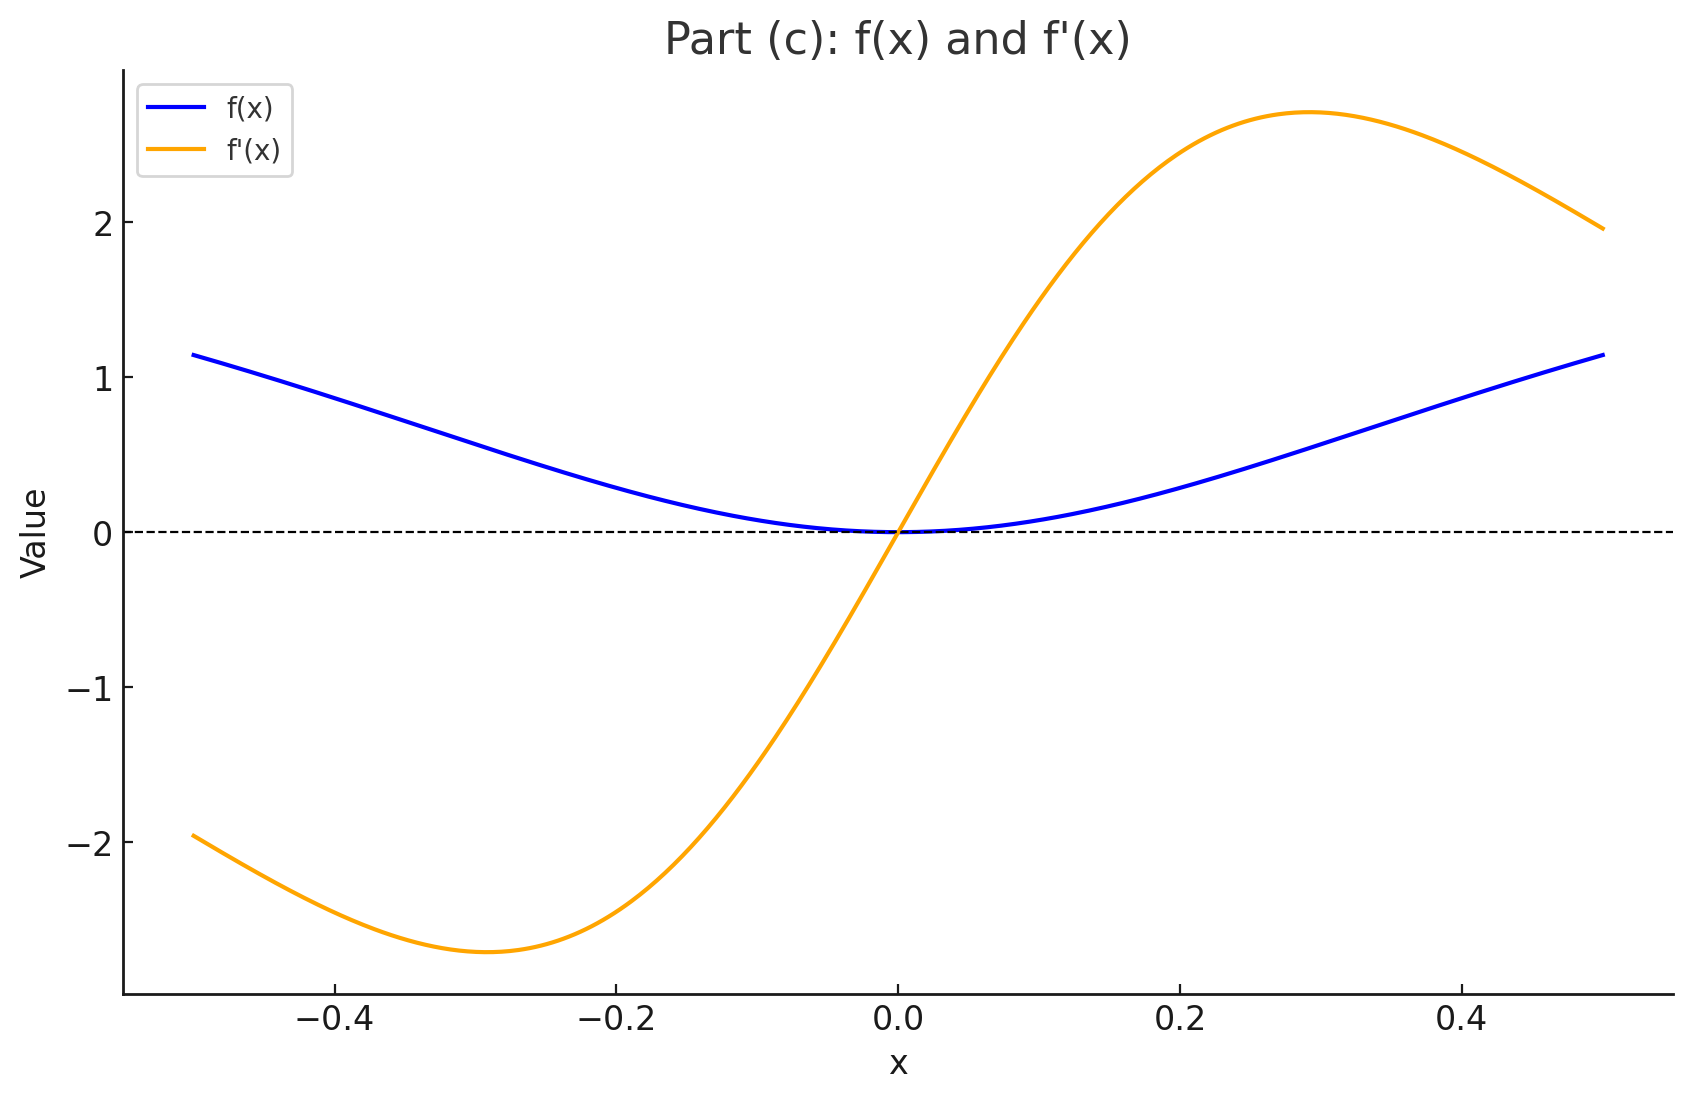 Part (c): f(x) and f'(x)
f(x)
f'(x)
2
1
0
−1
−2
Value
−0.4 −0.2 0.0 0.2 0.4
x